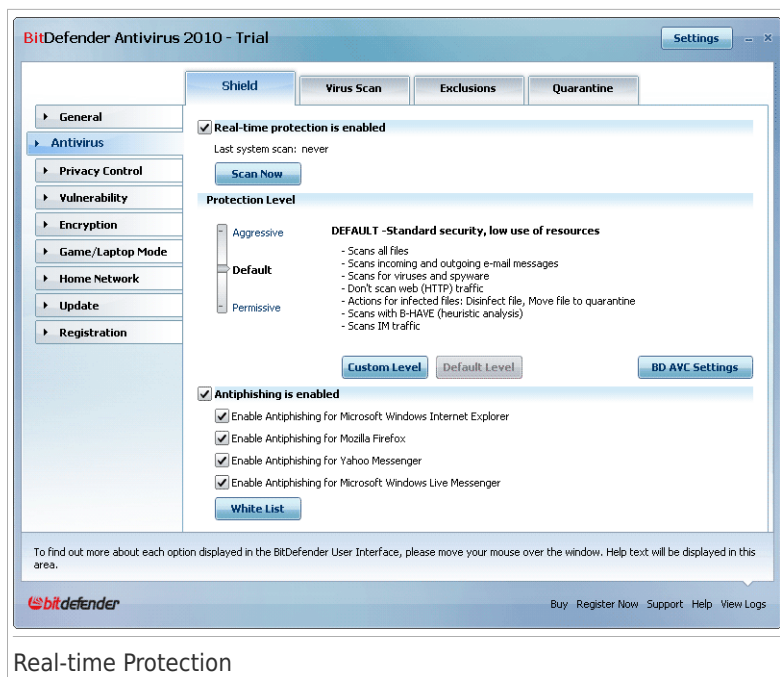 BitDefender Antivirus 2010 - Trial
Settings
Shield
Virus Scan
Exclusions
Quarantine
General
Antivirus
Privacy Control
Vulnerability
Encryption
Game/Laptop Mode
Home Network
Update
Registration
Real-time protection is enabled
Last system scan: never
Scan Now
Protection Level
Aggressive
Default
Permissive
DEFAULT -Standard security, low use of resources
- Scans all files
- Scans incoming and outgoing e-mail messages
- Scans for viruses and spyware
- Don't scan web (HTTP) traffic
- Actions for infected files: Disinfect file, Move file to quarantine
- Scans with B-HAVE (heuristic analysis)
- Scans IM traffic
Custom Level
Default Level
BD AVC Settings
Antiphishing is enabled
Enable Antiphishing for Microsoft Windows Internet Explorer
Enable Antiphishing for Mozilla Firefox
Enable Antiphishing for Yahoo Messenger
Enable Antiphishing for Microsoft Windows Live Messenger
White List
To find out more about each option displayed in the BitDefender User Interface, please move your mouse over the window. Help text will be displayed in this
area.
bitdefender
Buy Register Now Support Help View Logs
Real-time Protection